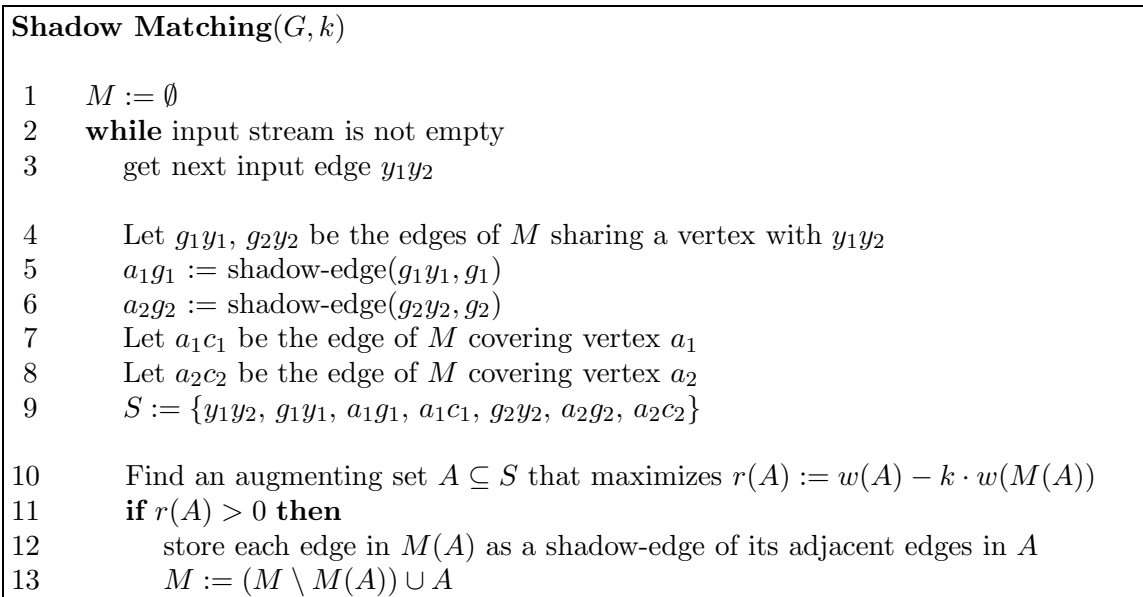 Shadow Matching(G, k)
1 M := ∅
2 while input stream is not empty
3 get next input edge y₁y₂
4 Let g₁y₁, g₂y₂ be the edges of M sharing a vertex with y₁y₂
5 a₁g₁ := shadow-edge(g₁y₁, g₁)
6 a₂g₂ := shadow-edge(g₂y₂, g₂)
7 Let a₁c₁ be the edge of M covering vertex a₁
8 Let a₂c₂ be the edge of M covering vertex a₂
9 S := {y₁y₂, g₁y₁, a₁g₁, a₁c₁, g₂y₂, a₂g₂, a₂c₂}
10 Find an augmenting set A ⊆ S that maximizes r(A) := w(A) − k · w(M(A))
11 if r(A) > 0 then
12 store each edge in M(A) as a shadow-edge of its adjacent edges in A
13 M := (M \ M(A)) ∪ A